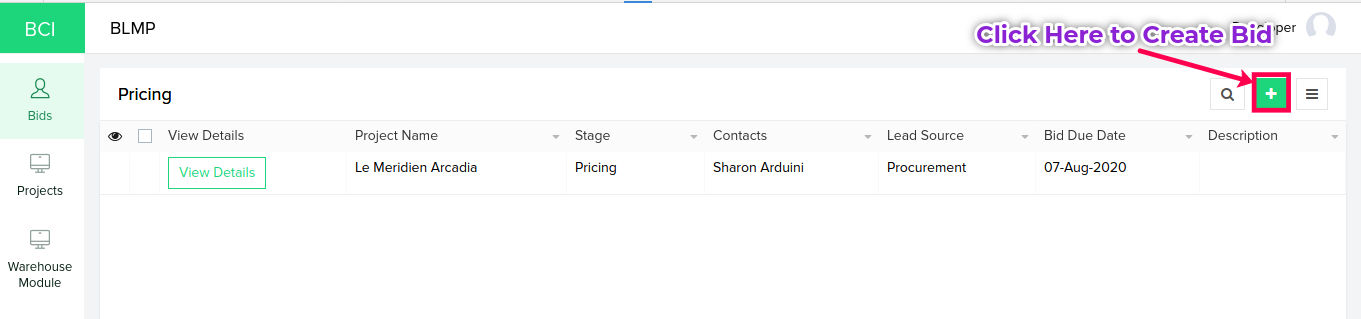 BCI
BLMP
Click Here to Create Bid
Bids
Projects
Warehouse
Module
Pricing
View Details Project Name Stage Contacts Lead Source Bid Due Date Description
View Details Le Meridien Arcadia Pricing Sharon Arduini Procurement 07-Aug-2020